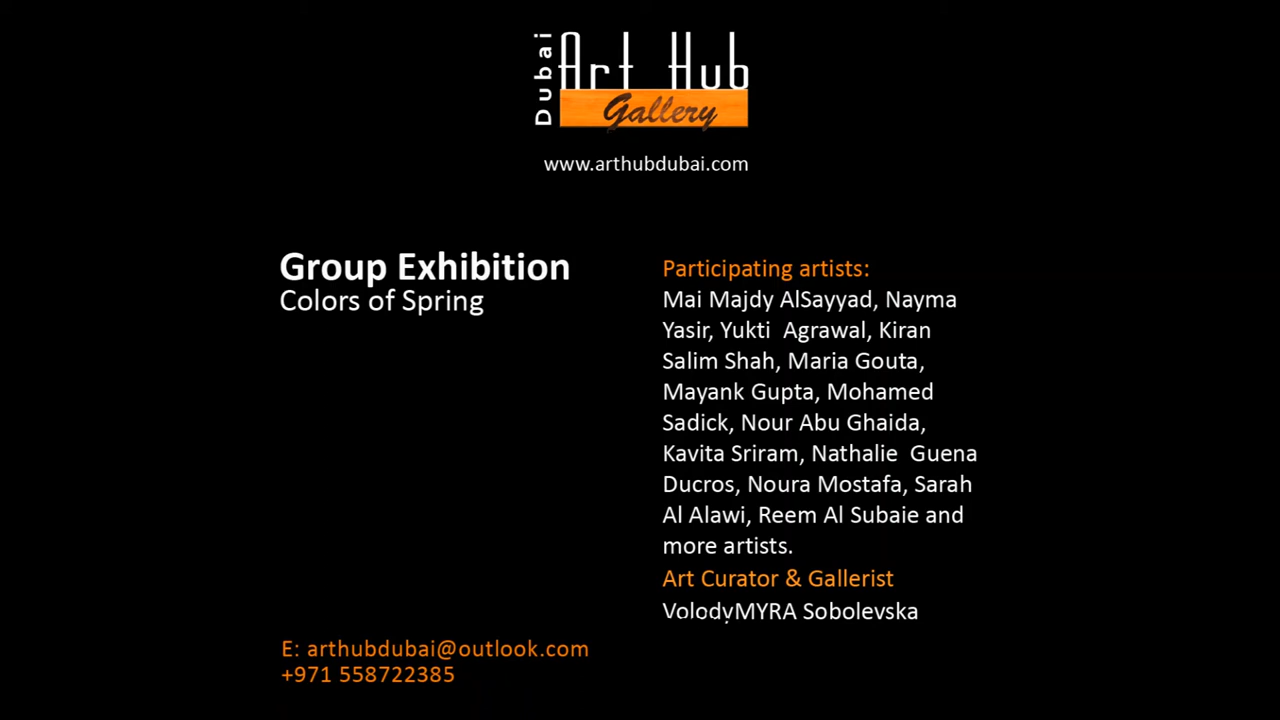 Dubai
Art Hub
Gallery
www.arthubdubai.com
Group Exhibition
Colors of Spring
Participating artists:
Mai Majdy AlSayyad, Nayma
Yasir, Yukti  Agrawal, Kiran
Salim Shah, Maria Gouta,
Mayank Gupta, Mohamed
Sadick, Nour Abu Ghaida,
Kavita Sriram, Nathalie  Guena
Ducros, Noura Mostafa, Sarah
Al Alawi, Reem Al Subaie and
more artists.
Art Curator & Gallerist
VolodyMYRA Sobolevska
E: arthubdubai@outlook.com
+971 558722385